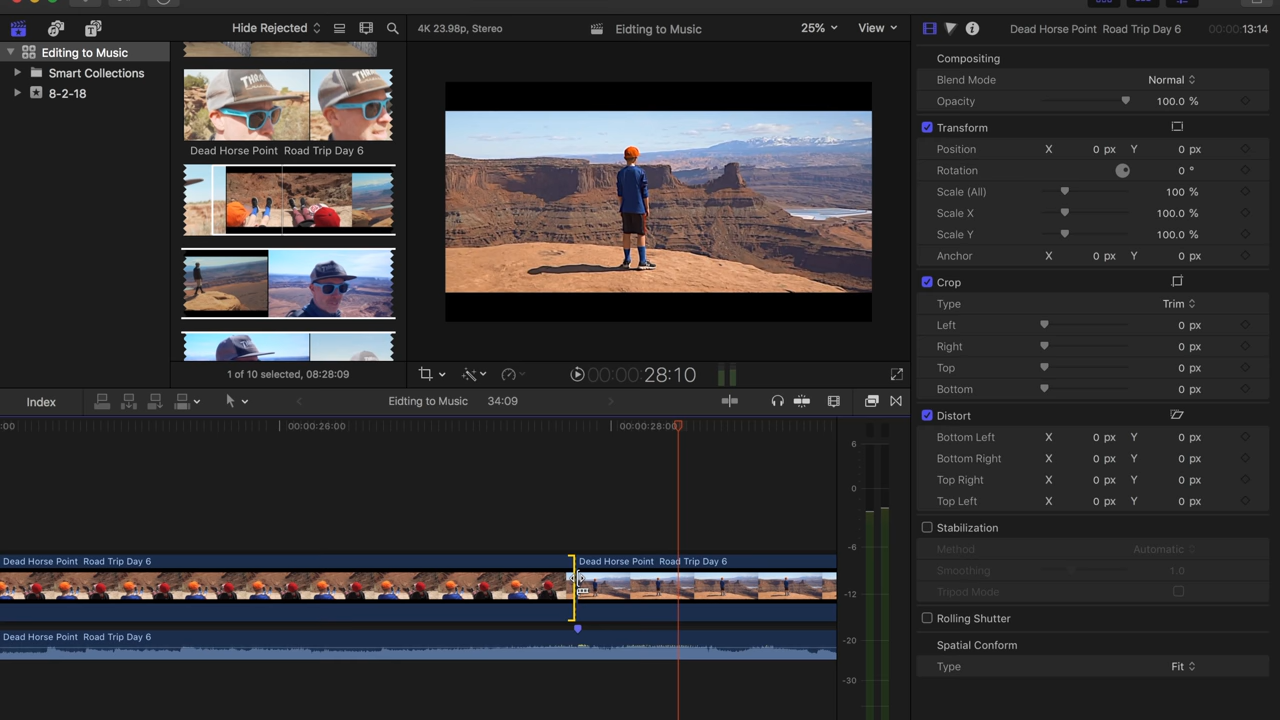 Hide Rejected
4K 23.98p, Stereo
Eidting to Music
25%
View
Dead Horse Point Road Trip Day 6
00:00:13:14
Editing to Music
Smart Collections
8-2-18
THRILLS
Dead Horse Point Road Trip Day 6
1 of 10 selected, 08:28:09
00:00:28:10
Compositing
Blend Mode Normal
Opacity 100.0 %
Transform
Position X 0 px Y 0 px
Rotation 0 °
Scale (All) 100 %
Scale X 100.0 %
Scale Y 100.0 %
Anchor X 0 px Y 0 px
Crop
Type Trim
Left 0 px
Right 0 px
Top 0 px
Bottom 0 px
Distort
Bottom Left X 0 px Y 0 px
Bottom Right X 0 px Y 0 px
Top Right X 0 px Y 0 px
Top Left X 0 px Y 0 px
Stabilization
Method Automatic
Smoothing 1.0
Tripod Mode
Rolling Shutter
Spatial Conform
Type Fit
Index
Eidting to Music 34:09
:00 00:00:26:00 00:00:28:00
Dead Horse Point Road Trip Day 6
Dead Horse Point Road Trip Day 6
Dead Horse Point Road Trip Day 6
6
0
-6
-12
-20
-30